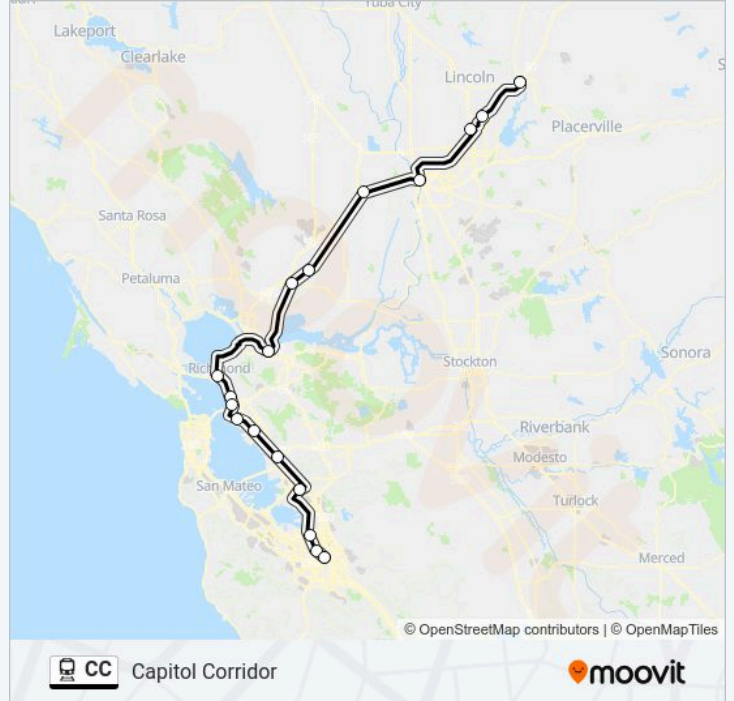 Yuba City
Lakeport
Clearlake
Lincoln
Placerville
Santa Rosa
Petaluma
Richmond
Stockton
Sonora
Riverbank
Modesto
San Mateo
Turlock
Merced
© OpenStreetMap contributors | © OpenMapTiles
CC Capitol Corridor
moovit